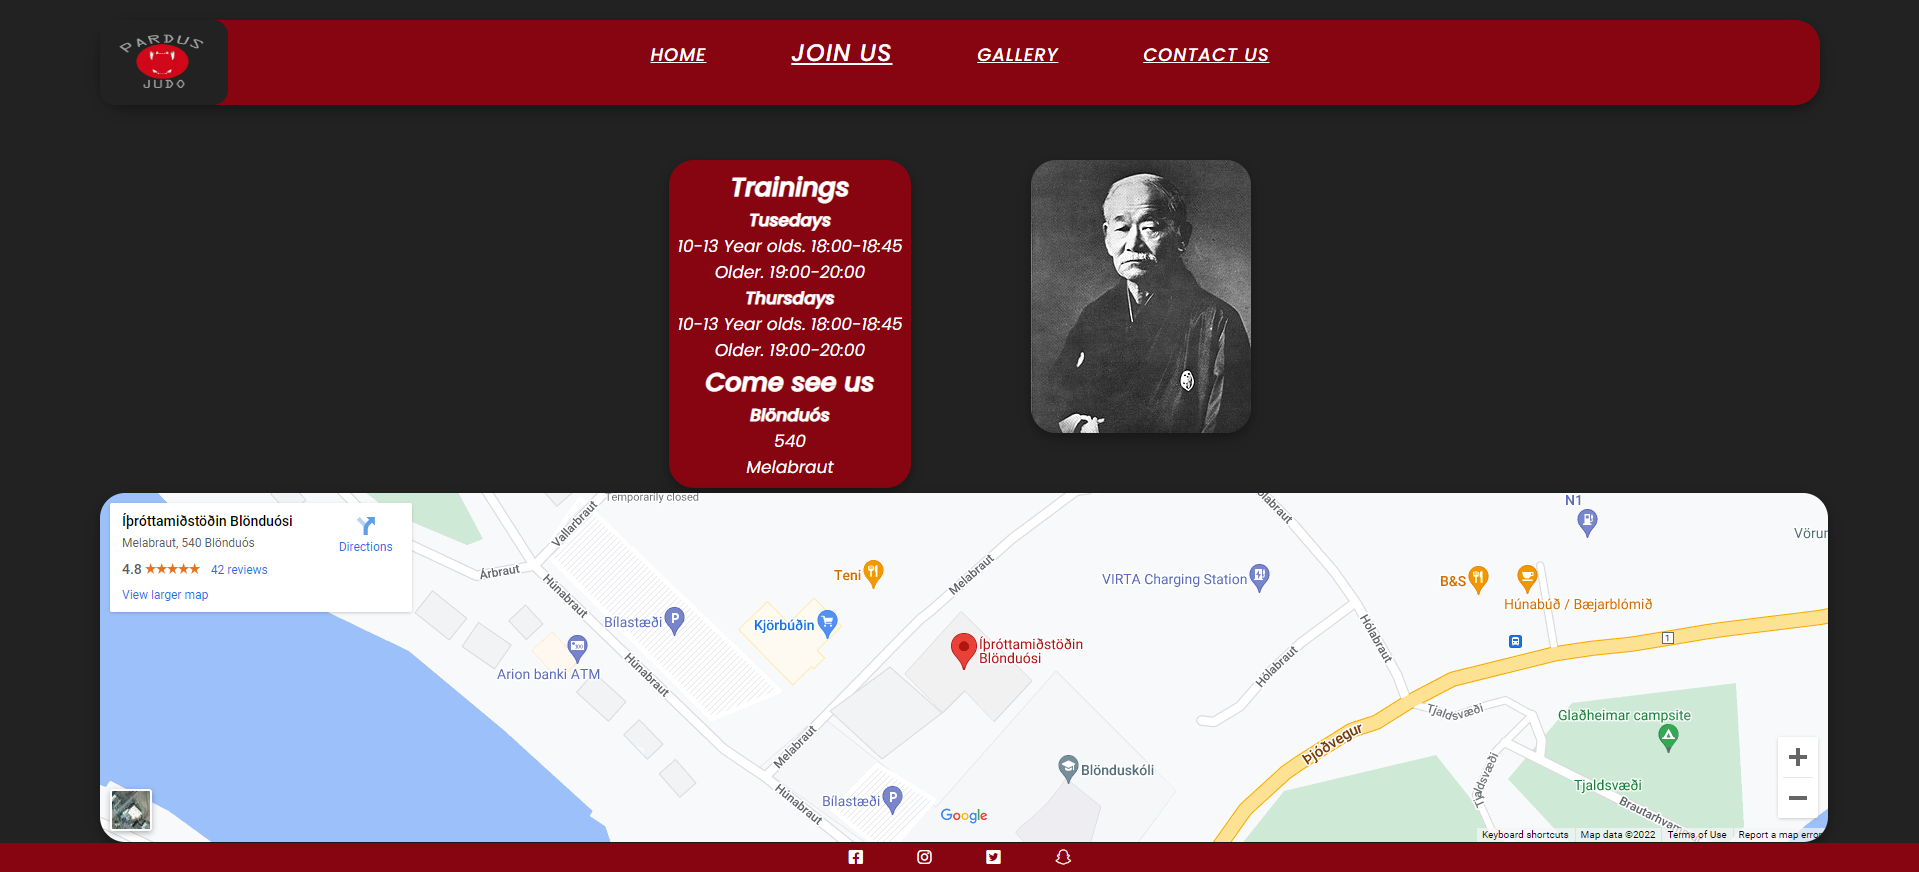 PARDUS
JUDO
HOME
JOIN US
GALLERY
CONTACT US
Trainings
Tusedays
10-13 Year olds. 18:00-18:45
Older. 19:00-20:00
Thursdays
10-13 Year olds. 18:00-18:45
Older. 19:00-20:00
Come see us
Blönduós
540
Melabraut
Íþróttamiðstöðin Blönduósi
Melabraut, 540 Blönduós
4.8
42 reviews
View larger map
Directions
Temporarily closed
Vallarbraut
Árbraut
Húnabraut
Bílastæði
Arion banki ATM
Húnabraut
Teni
Kjörbúðin
Melabraut
Íþróttamiðstöðin
Blönduósi
Melabraut
Húnabraut
Bílastæði
Google
Blönduskóli
VIRTA Charging Station
Hólabraut
Hólabraut
N1
B&S
Húnabúð / Bæjarblómið
1
Þjóðvegur
Tjaldsvæði
Glaðheimar campsite
Tjaldsvæði
Tjaldsvæði
Keyboard shortcuts
Map data ©2022
Terms of Use
Report a map error